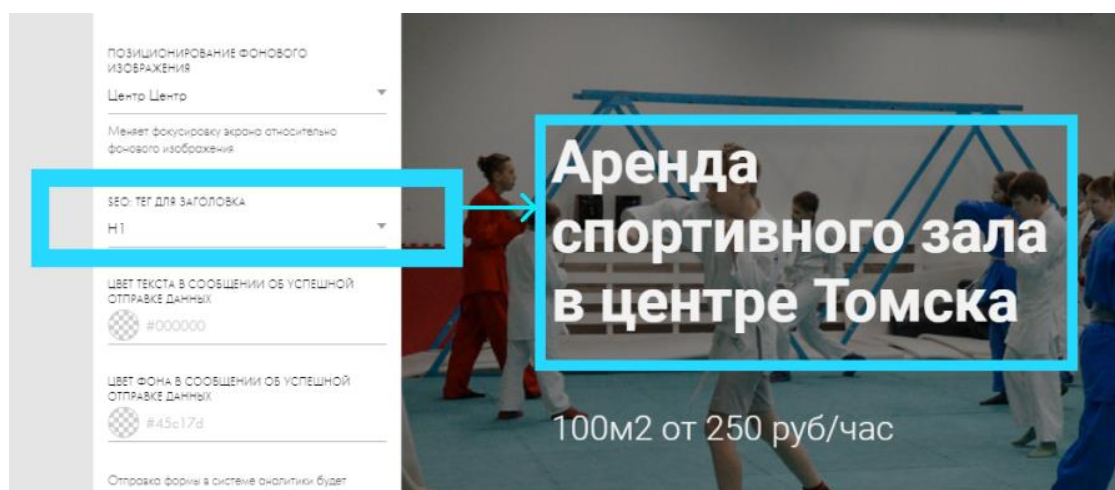 ПОЗИЦИОНИРОВАНИЕ ФОНОВОГО
ИЗОБРАЖЕНИЯ
Центр Центр
Меняет фокусировку экрана относительно
фонового изображения
SEO: ТЕГ ДЛЯ ЗАГОЛОВКА
H1
ЦВЕТ ТЕКСТА В СООБЩЕНИИ ОБ УСПЕШНОЙ
ОТПРАВКЕ ДАННЫХ
#000000
ЦВЕТ ФОНА В СООБЩЕНИИ ОБ УСПЕШНОЙ
ОТПРАВКЕ ДАННЫХ
#45c17d
Отправка формы в системе аналитики будет
Аренда
спортивного зала
в центре Томска
100м2 от 250 руб/час